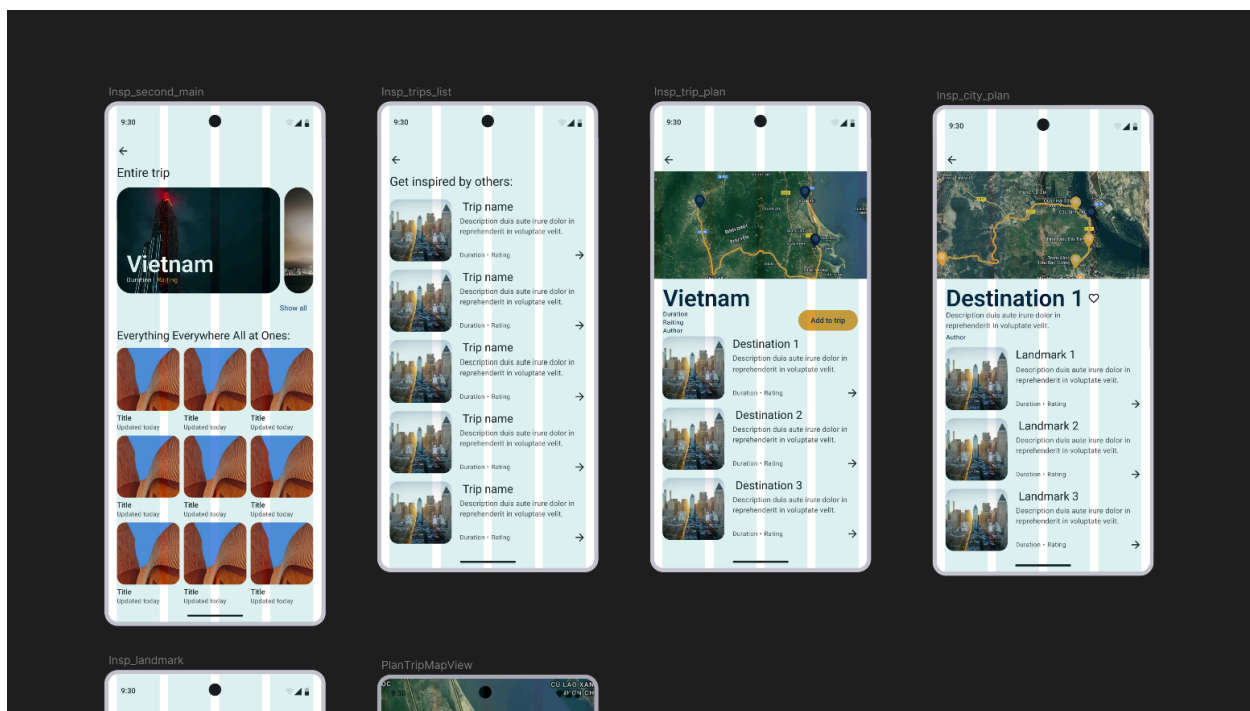 Insp_second_main
9:30
Entire trip
Vietnam
Duration Raiting
Show all
Everything Everywhere All at Ones:
Title
Updated today
Title
Updated today
Title
Updated today
Title
Updated today
Title
Updated today
Title
Updated today
Title
Updated today
Title
Updated today
Title
Updated today
Insp_trips_list
9:30
Get inspired by others:
Trip name
Description duis aute irure dolor in
reprehenderit in voluptate velit.
Duration • Rating
Trip name
Description duis aute irure dolor in
reprehenderit in voluptate velit.
Duration • Rating
Trip name
Description duis aute irure dolor in
reprehenderit in voluptate velit.
Duration • Rating
Trip name
Description duis aute irure dolor in
reprehenderit in voluptate velit.
Duration • Rating
Trip name
Description duis aute irure dolor in
reprehenderit in voluptate velit.
Duration • Rating
Insp_trip_plan
9:30
Vietnam
Duration
Raiting
Author
Add to trip
Destination 1
Description duis aute irure dolor in
reprehenderit in voluptate velit.
Duration • Rating
Destination 2
Description duis aute irure dolor in
reprehenderit in voluptate velit.
Duration • Rating
Destination 3
Description duis aute irure dolor in
reprehenderit in voluptate velit.
Duration • Rating
Insp_city_plan
9:30
Destination 1
Description duis aute irure dolor in
reprehenderit in voluptate velit.
Author
Landmark 1
Description duis aute irure dolor in
reprehenderit in voluptate velit.
Duration • Rating
Landmark 2
Description duis aute irure dolor in
reprehenderit in voluptate velit.
Duration • Rating
Landmark 3
Description duis aute irure dolor in
reprehenderit in voluptate velit.
Duration • Rating
Insp_landmark
9:30
PlanTripMapView
9:30
CU LAO XAN